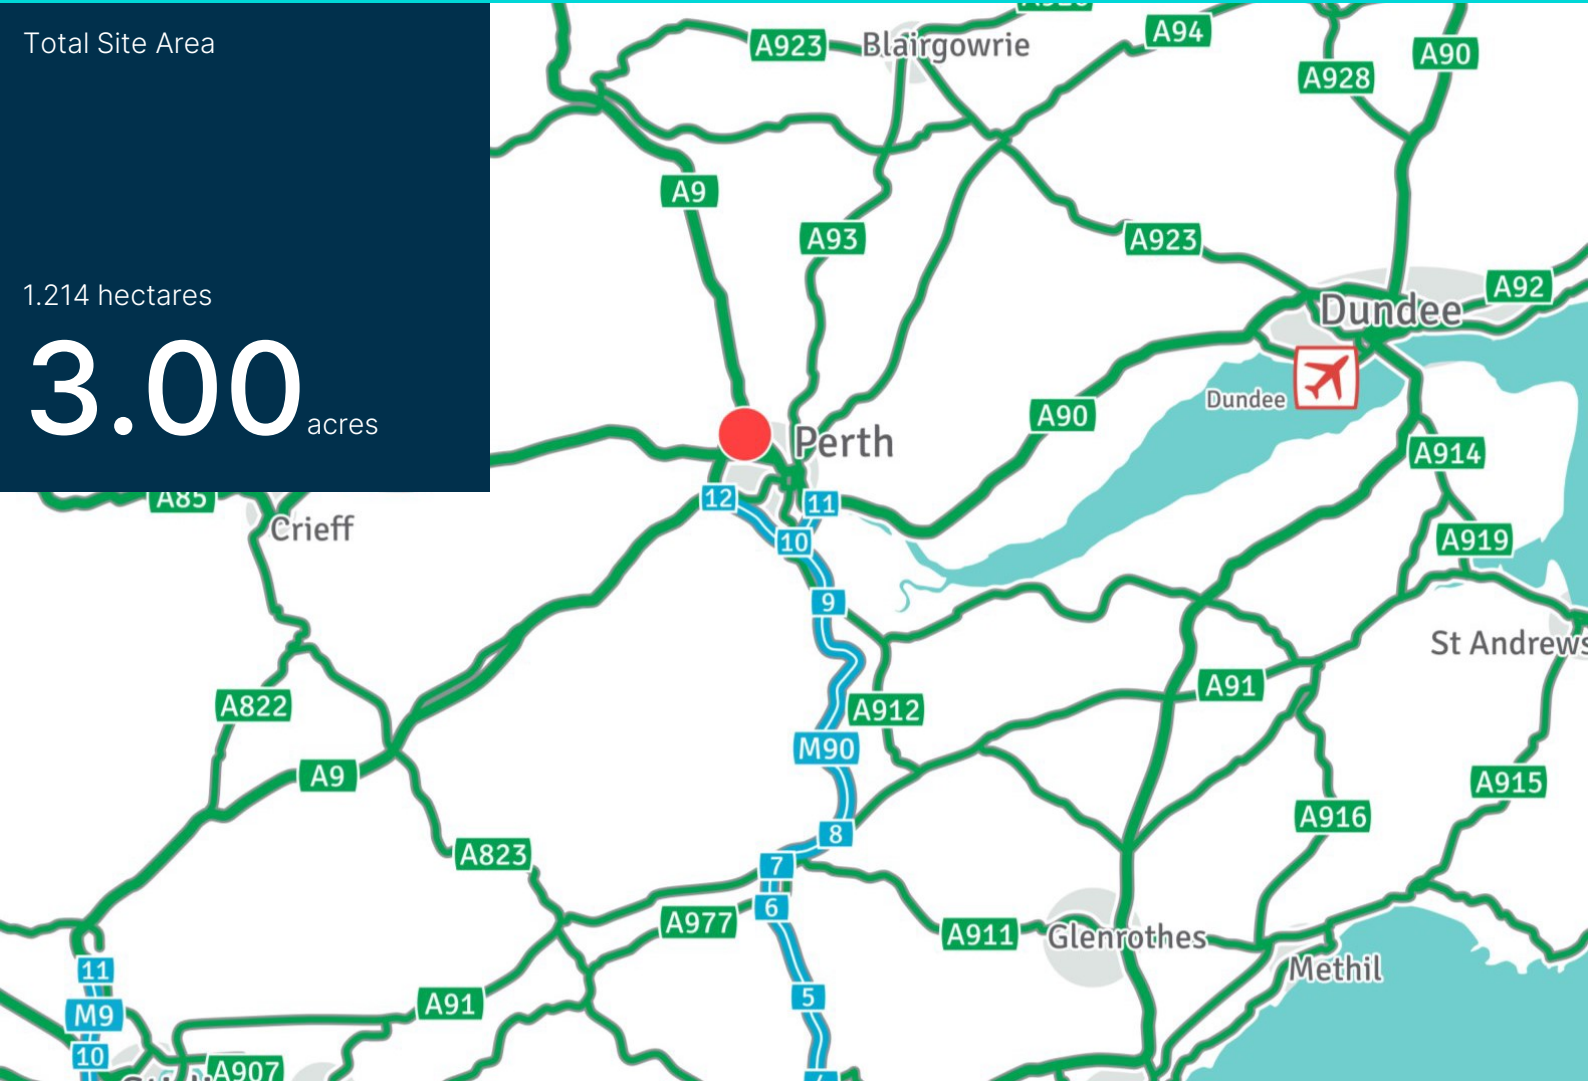 Total Site Area
1.214 hectares
3.00 acres
A923
Blairgowrie
A94
A928
A90
A9
A93
A923
Dundee
A92
Dundee
A90
Perth
A914
A85
Crieff
12
11
10
A919
9
St Andrews
A822
A912
A91
M90
A9
A915
A916
8
A823
7
6
A977
A911
Glenrothes
Methil
11
5
A91
M9
10
A907